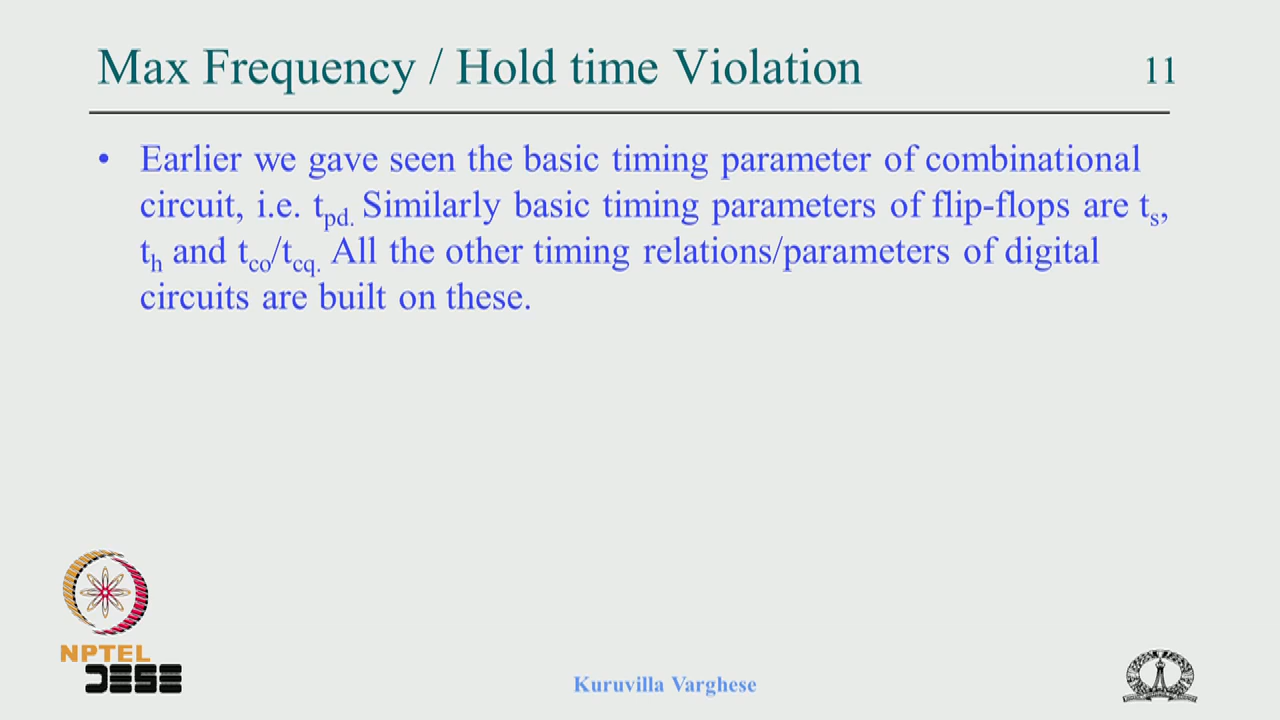 Max Frequency / Hold time Violation 11
• Earlier we gave seen the basic timing parameter of combinational
circuit, i.e. tpd. Similarly basic timing parameters of flip-flops are ts,
th and tco/tcq. All the other timing relations/parameters of digital
circuits are built on these.
NPTEL
DESE
Kuruvilla Varghese